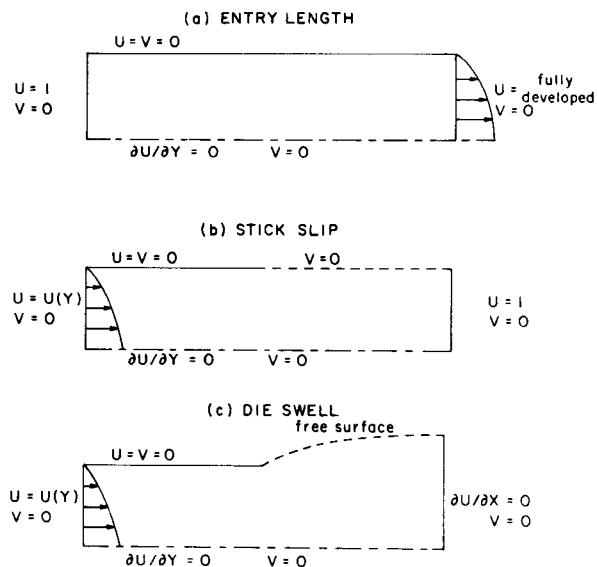 (a) ENTRY LENGTH
U = V = 0
U = 1
V = 0
U = fully developed
V = 0
∂U/∂Y = 0 V = 0
(b) STICK SLIP
U = V = 0 V = 0
U = U(Y)
V = 0
U = 1
V = 0
∂U/∂Y = 0 V = 0
(c) DIE SWELL
free surface
U = V = 0
U = U(Y)
V = 0
∂U/∂X = 0
V = 0
∂U/∂Y = 0 V = 0